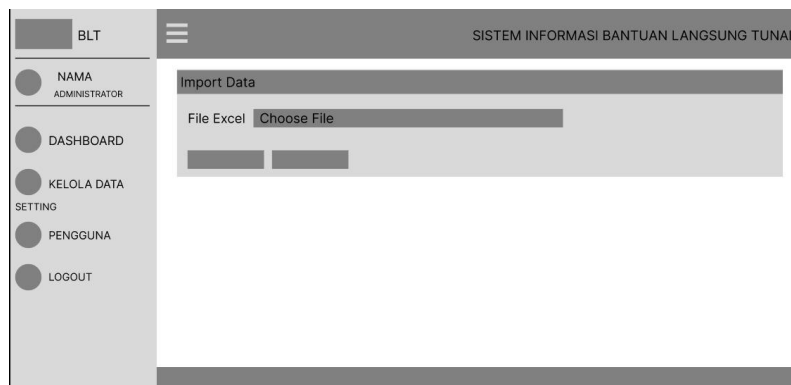 BLT
SISTEM INFORMASI BANTUAN LANGSUNG TUNAI
NAMA
ADMINISTRATOR
Import Data
File Excel Choose File
DASHBOARD
KELOLA DATA
SETTING
PENGGUNA
LOGOUT